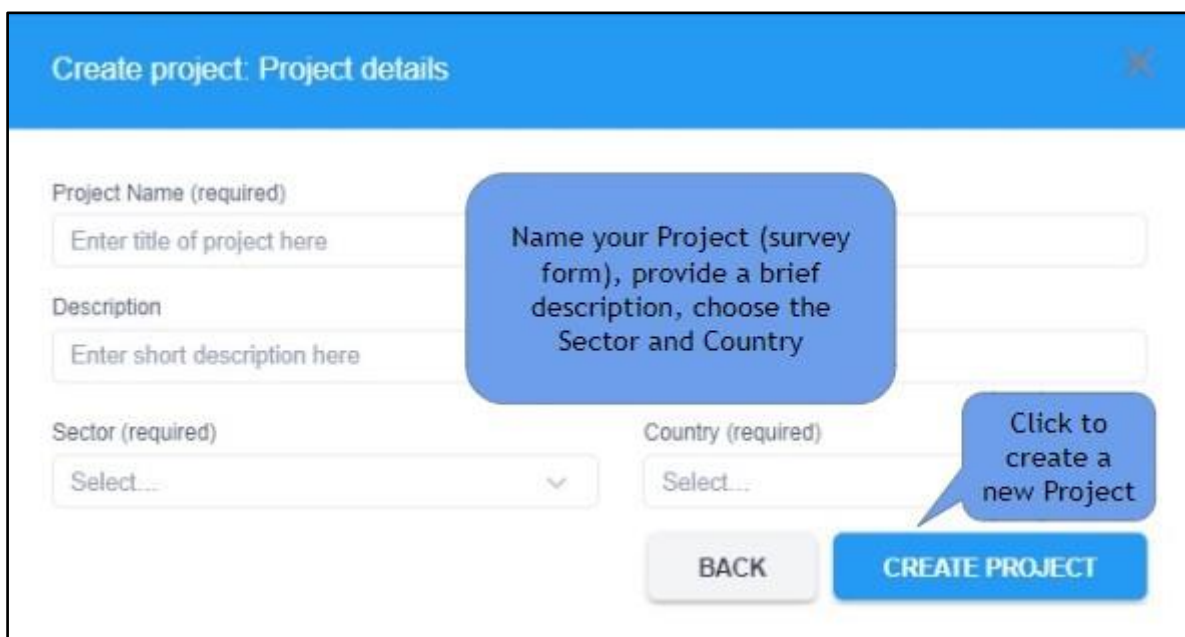 Create project: Project details
Project Name (required)
Enter title of project here
Name your Project (survey
form), provide a brief
description, choose the
Sector and Country
Description
Enter short description here
Sector (required)
Select...
Country (required)
Select...
Click to
create a
new Project
BACK
CREATE PROJECT